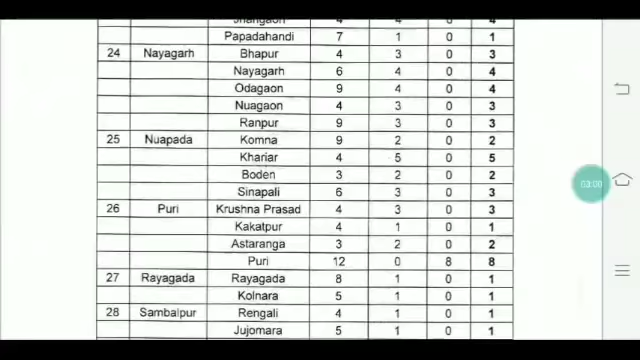 Jharigaon 4 4 0 4
Papadahandi 7 1 0 1
24 Nayagarh Bhapur 4 3 0 3
Nayagarh 6 4 0 4
Odagaon 9 4 0 4
Nuagaon 4 3 0 3
Ranpur 9 3 0 3
25 Nuapada Komna 9 2 0 2
Khariar 4 5 0 5
Boden 3 2 0 2
Sinapali 6 3 0 3
26 Puri Krushna Prasad 4 3 0 3
Kakatpur 4 1 0 1
Astaranga 3 2 0 2
Puri 12 0 8 8
27 Rayagada Rayagada 8 1 0 1
Kolnara 5 1 0 1
28 Sambalpur Rengali 4 1 0 1
Jujomara 5 1 0 1
03:00